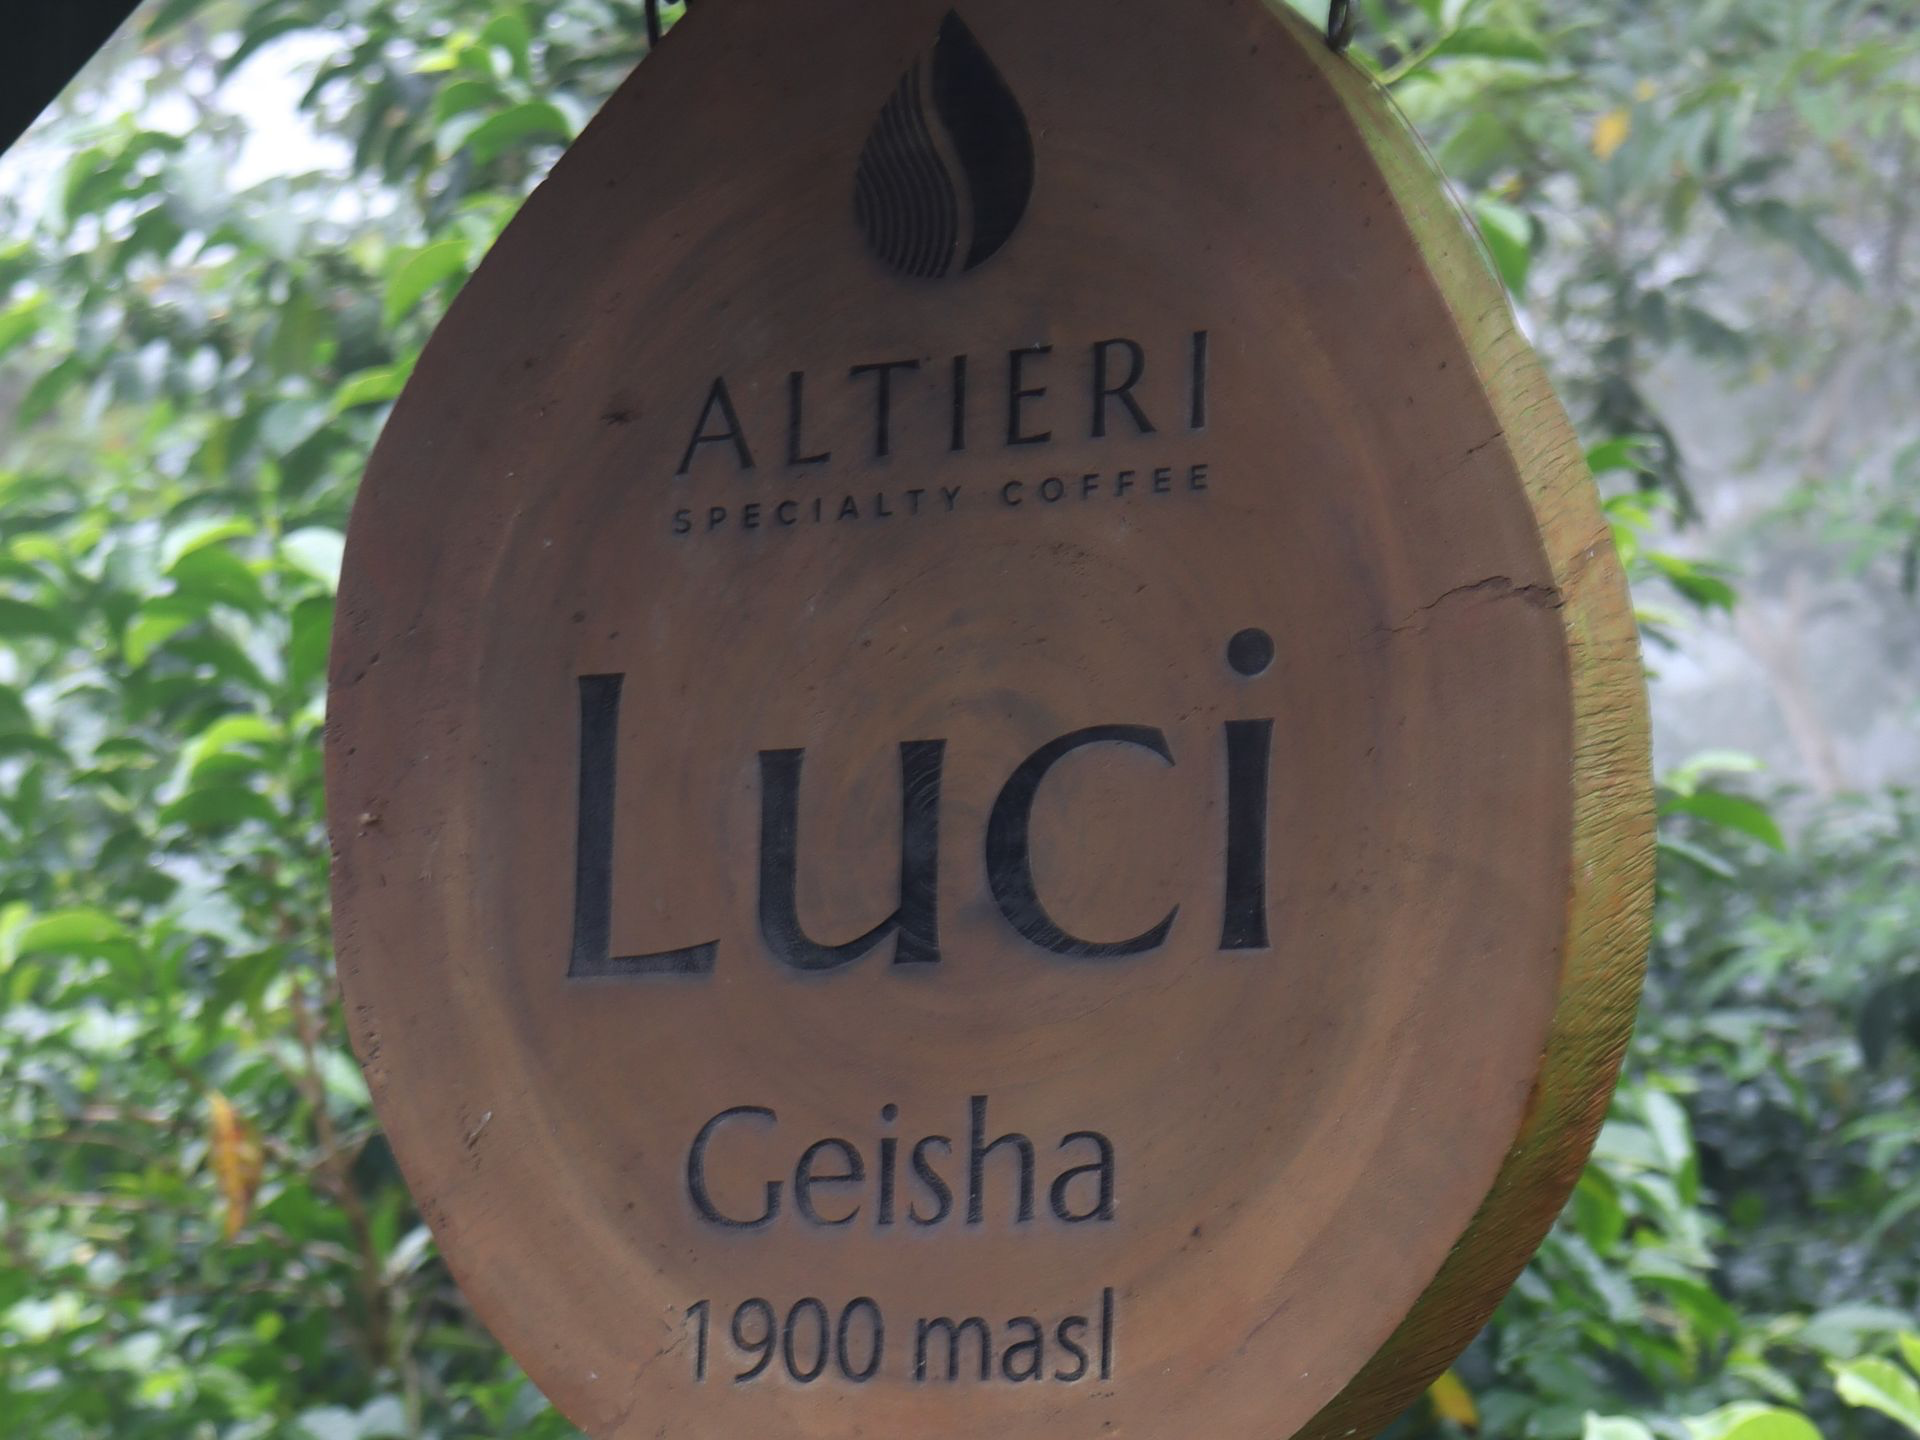 ALTIERI
SPECIALTY COFFEE
Luci
Geisha
1900 masl